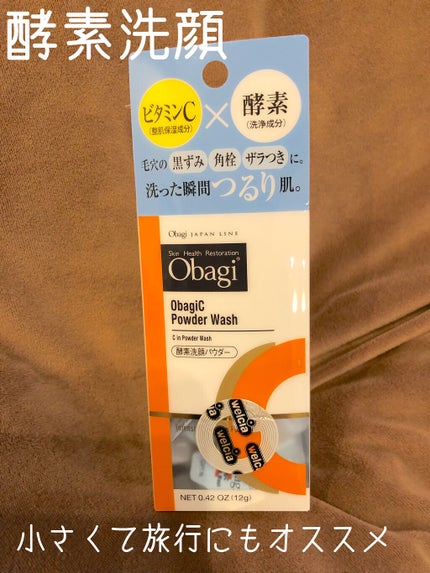 酵素洗顔
ビタミンC
(整肌保湿成分)
×
酵素
(洗浄成分)
毛穴の 黒ずみ 角栓 ザラつき に。
洗った瞬間つるり肌。
Obagi JAPAN LINE
Skin Health Restoration
Obagi®
ObagiC
Powder Wash
C in Powder Wash
酵素洗顔パウダー
welcia
welcia
welcia
NET 0.42 OZ (12g)
小さくて旅行にもオススメ